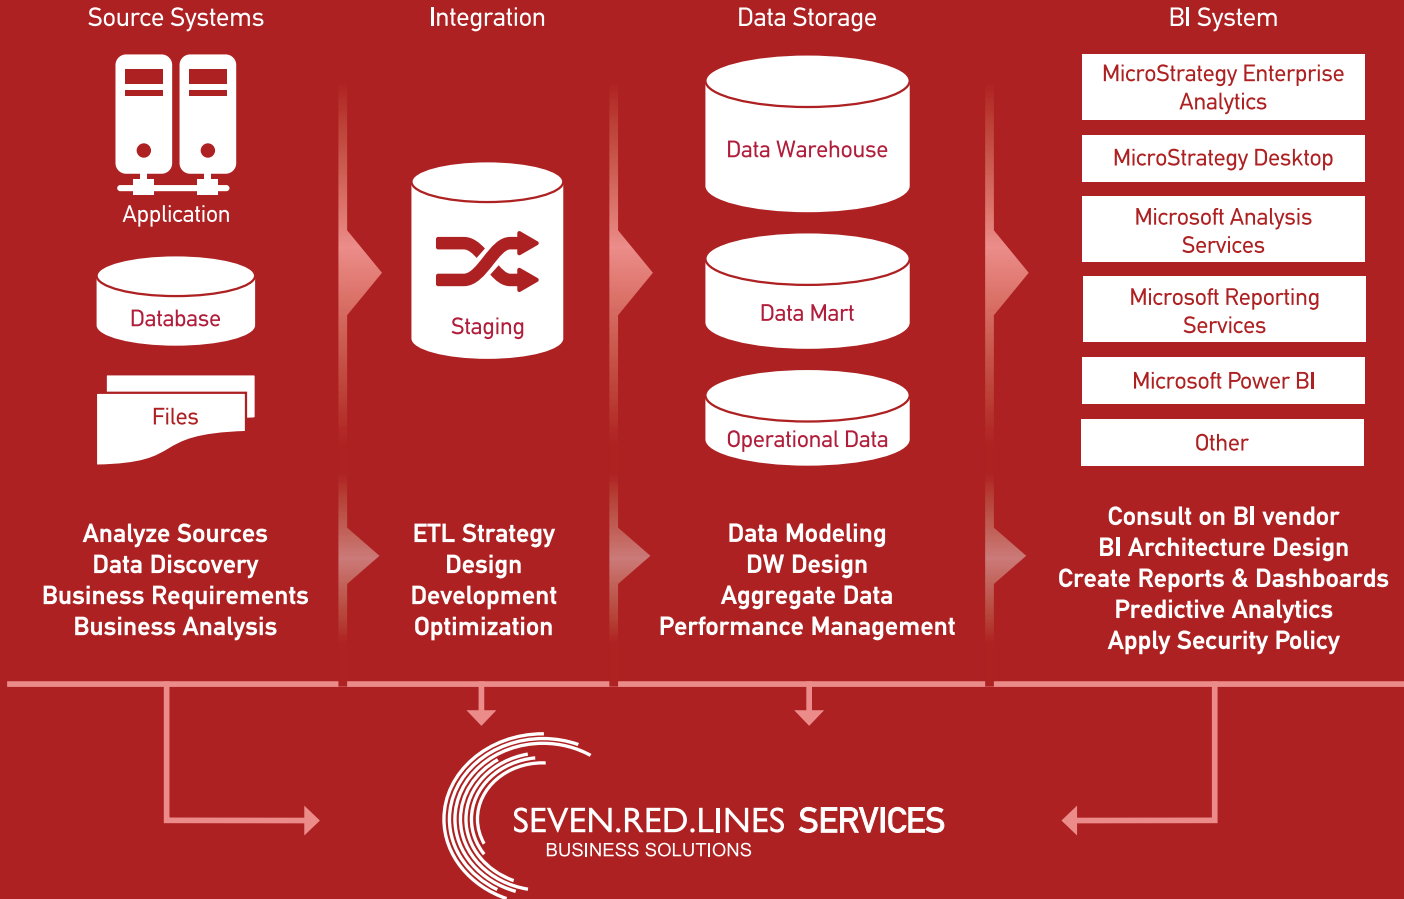 Source Systems
Integration
Data Storage
BI System
Application
Database
Files
Staging
Data Warehouse
Data Mart
Operational Data
MicroStrategy Enterprise
Analytics
MicroStrategy Desktop
Microsoft Analysis
Services
Microsoft Reporting
Services
Microsoft Power BI
Other
Analyze Sources
Data Discovery
Business Requirements
Business Analysis
ETL Strategy
Design
Development
Optimization
Data Modeling
DW Design
Aggregate Data
Performance Management
Consult on BI vendor
BI Architecture Design
Create Reports & Dashboards
Predictive Analytics
Apply Security Policy
SEVEN.RED.LINES SERVICES
BUSINESS SOLUTIONS